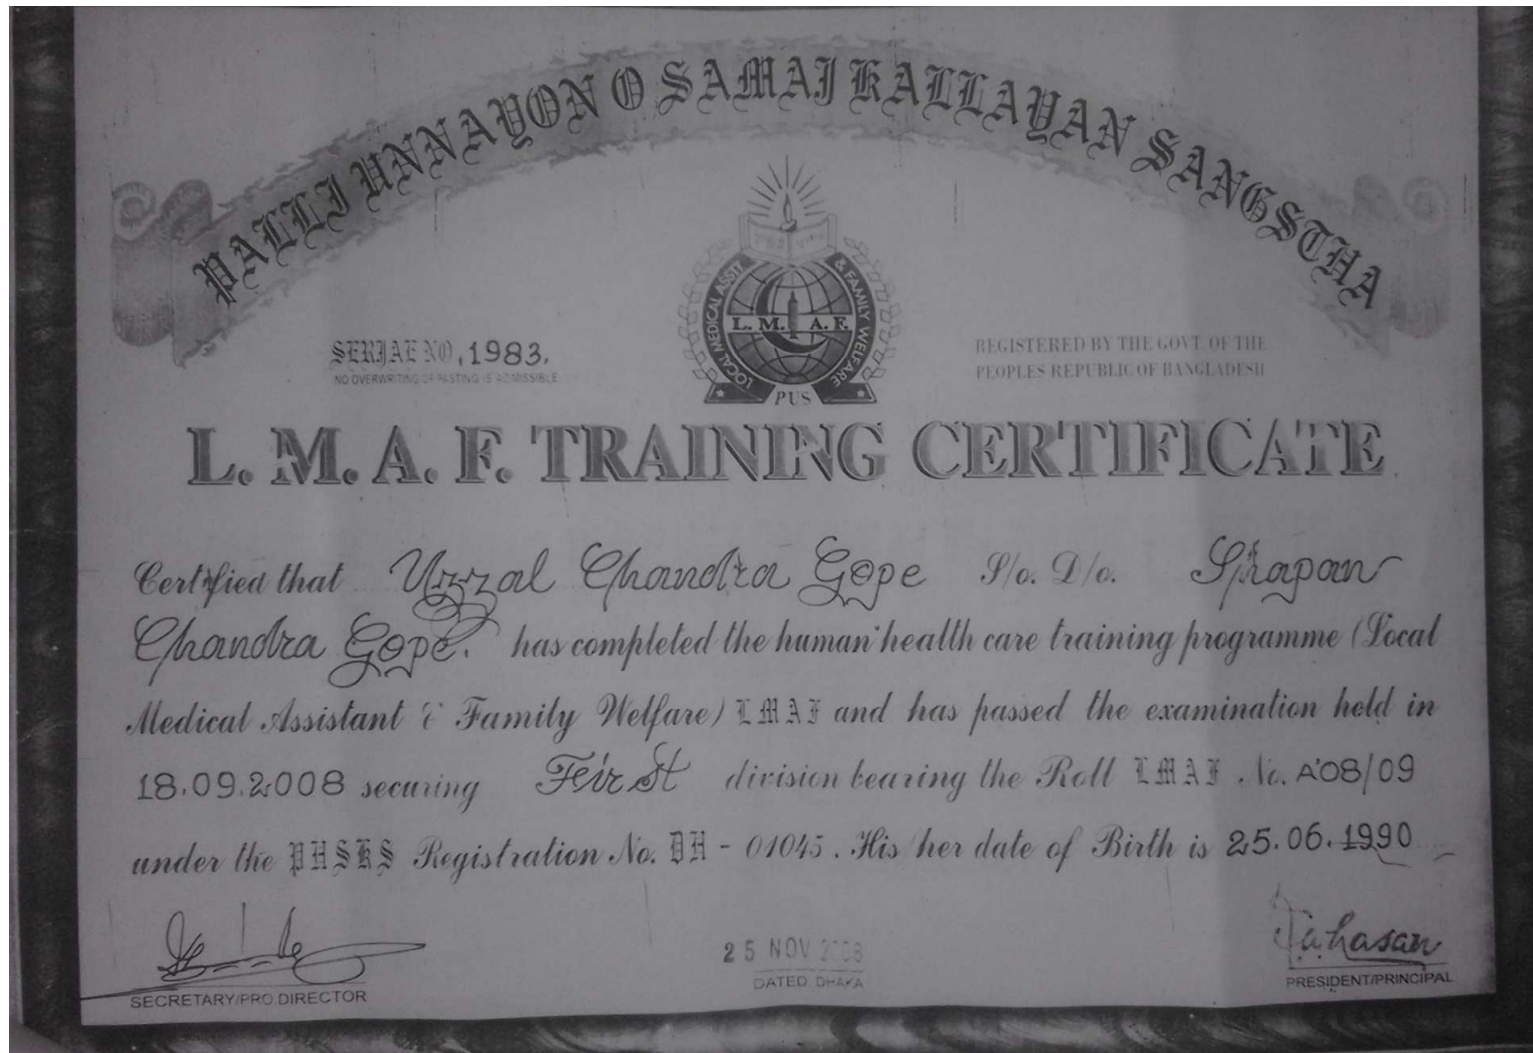 PALLI UNNAYON O SAMAJ KALLAYAN SANGSTHA
LOCAL MEDICAL ASSTT & FAMILY WELFARE
L. M. A. F.
PUS
SERIAL NO, 1983.
NO OVERWRITING OR PASTING IS ADMISSIBLE
REGISTERED BY THE GOVT. OF THE
PEOPLES REPUBLIC OF BANGLADESH
L. M. A. F. TRAINING CERTIFICATE
Certified that Uzzal Chandra Gope S/o. D/o. Shapan
Chandra Gope. has completed the human health care training programme (Local
Medical Assistant & Family Welfare) LMAF and has passed the examination held in
18.09.2008 securing First division bearing the Roll LMAF No. A'08/09
under the PUSKS Registration No. DH - 01045. His her date of Birth is 25.06.1990
25 NOV 2008
DATED. DHAKA
SECRETARY/PRO.DIRECTOR
PRESIDENT/PRINCIPAL